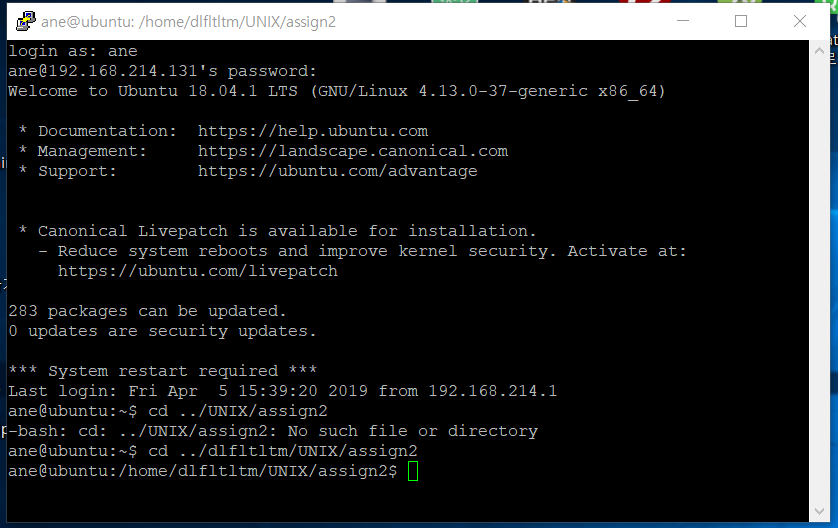 ane@ubuntu: /home/dlfltltm/UNIX/assign2
login as: ane
ane@192.168.214.131's password:
Welcome to Ubuntu 18.04.1 LTS (GNU/Linux 4.13.0-37-generic x86_64)
* Documentation:  https://help.ubuntu.com
* Management:     https://landscape.canonical.com
* Support:        https://ubuntu.com/advantage
* Canonical Livepatch is available for installation.
- Reduce system reboots and improve kernel security. Activate at:
https://ubuntu.com/livepatch
283 packages can be updated.
0 updates are security updates.
*** System restart required ***
Last login: Fri Apr  5 15:39:20 2019 from 192.168.214.1
ane@ubuntu:~$ cd ../UNIX/assign2
-bash: cd: ../UNIX/assign2: No such file or directory
ane@ubuntu:~$ cd ../dlfltltm/UNIX/assign2
ane@ubuntu:/home/dlfltltm/UNIX/assign2$